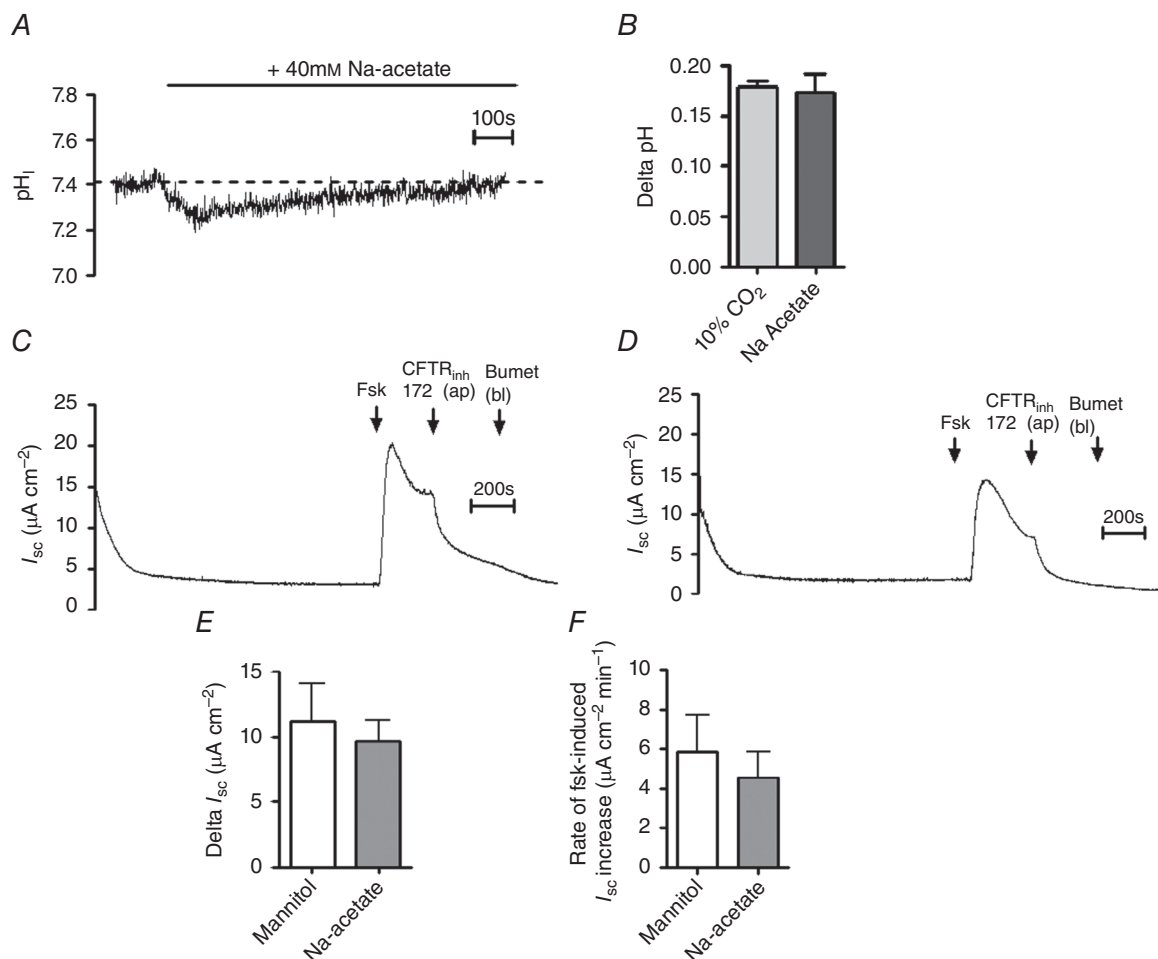 A
+ 40mM Na-acetate
7.8
7.6
7.4
7.2
7.0
pHI
100s
B
0.20
0.15
0.10
0.05
0.00
Delta pH
10% CO2
Na Acetate
C
Fsk
CFTRinh
172 (ap)
Bumet
(bl)
25
20
15
10
5
0
Isc (μA cm−2)
200s
D
Fsk
CFTRinh
172 (ap)
Bumet
(bl)
25
20
15
10
5
0
Isc (μA cm−2)
200s
E
15
10
5
0
Delta Isc (μA cm−2)
Mannitol
Na-acetate
F
10
8
6
4
2
0
Rate of fsk-induced
Isc increase (μA cm−2 min−1)
Mannitol
Na-acetate